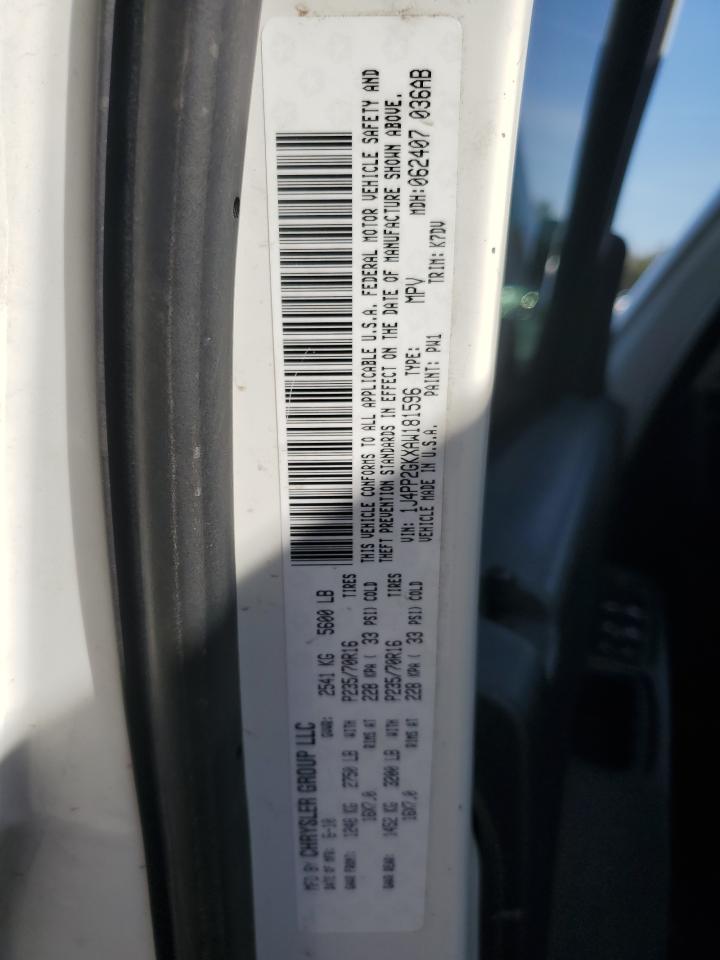 MFD BY CHRYSLER GROUP LLC
DATE OF MFR: 6-10 GVWR: 2541 KG 5600 LB
GAWR FRONT: 1248 KG 2750 LB WITH P235/70R16 TIRES
16X7.0 RIMS AT 228 KPA ( 33 PSI) COLD
GAWR REAR: 1452 KG 3200 LB WITH P235/70R16 TIRES
16X7.0 RIMS AT 228 KPA ( 33 PSI) COLD
THIS VEHICLE CONFORMS TO ALL APPLICABLE U.S.A. FEDERAL MOTOR VEHICLE SAFETY AND
THEFT PREVENTION STANDARDS IN EFFECT ON THE DATE OF MANUFACTURE SHOWN ABOVE.
VIN: 1J4PP2GKXAW181596 TYPE: MPV MDH:062407 036AB
VEHICLE MADE IN U.S.A. PAINT: PW1 TRIM: K7DV